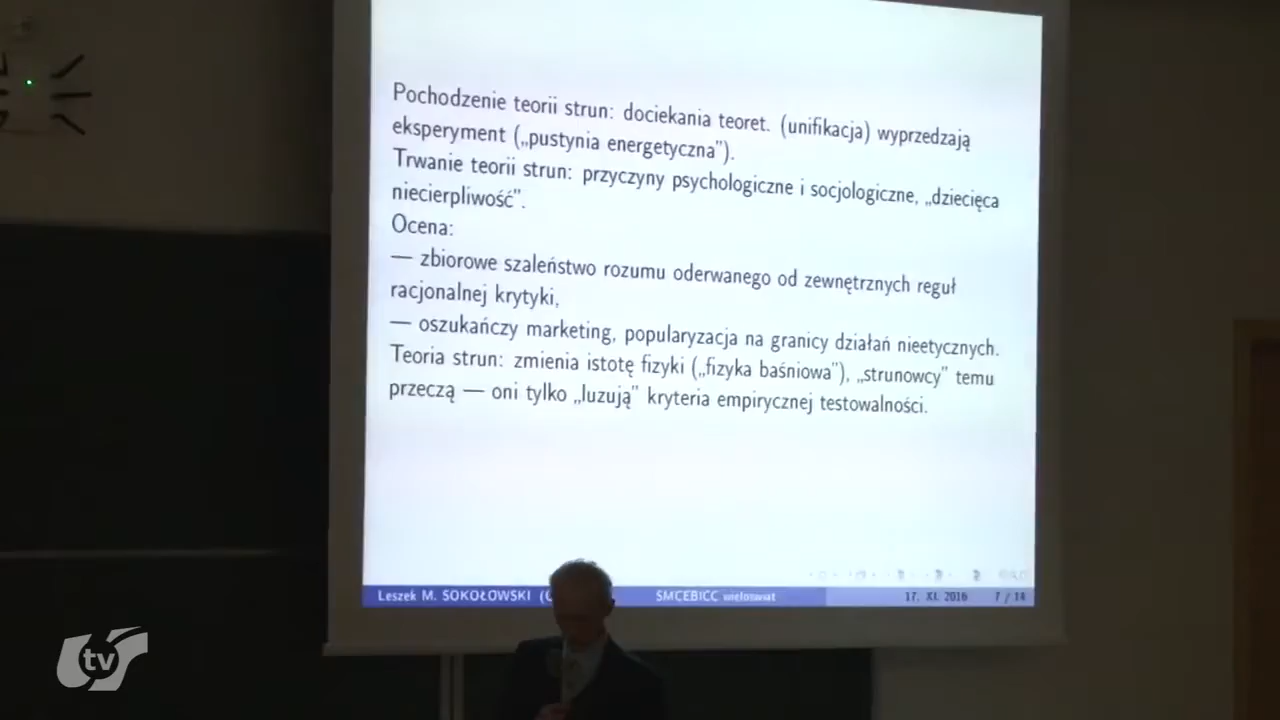 Pochodzenie teorii strun: dociekania teoret. (unifikacja) wyprzedzają
eksperyment („pustynia energetyczna”).
Trwanie teorii strun: przyczyny psychologiczne i socjologiczne, „dziecięca
niecierpliwość”.
Ocena:
— zbiorowe szaleństwo rozumu oderwanego od zewnętrznych reguł
racjonalnej krytyki,
— oszukańczy marketing, popularyzacja na granicy działań nieetycznych.
Teoria strun: zmienia istotę fizyki („fizyka baśniowa”), „strunowcy” temu
przeczą — oni tylko „luzują” kryteria empirycznej testowalności.
Leszek M. SOKOŁOWSKI SMCEBICC wieloswiat 17. XI. 2016 7 / 18
tv